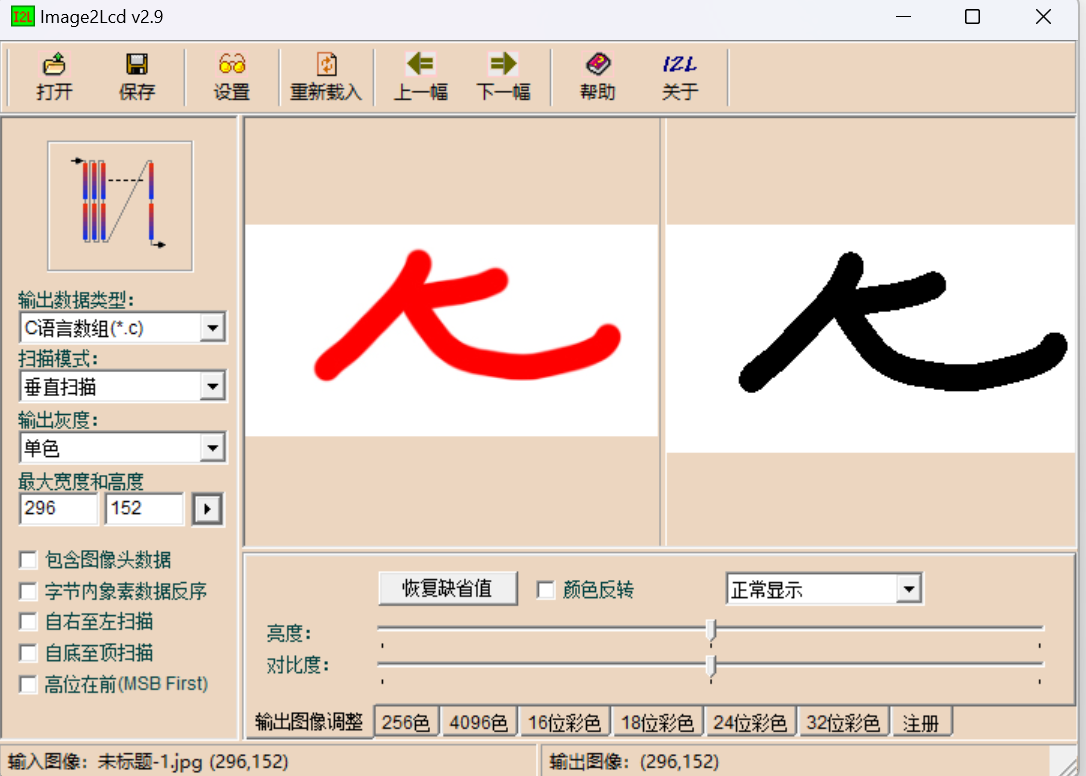 I2L Image2Lcd v2.9
打开 保存 设置 重新载入 上一幅 下一幅 I2L
帮助 关于
输出数据类型:
C语言数组(*.c)
扫描模式:
垂直扫描
输出灰度:
单色
最大宽度和高度
296 152
包含图像头数据
字节内象素数据反序
自右至左扫描
自底至顶扫描
高位在前(MSB First)
恢复缺省值 颜色反转 正常显示
亮度:
对比度:
输出图像调整 256色 4096色 16位彩色 18位彩色 24位彩色 32位彩色 注册
输入图像: 未标题-1.jpg (296,152) 输出图像: (296,152)